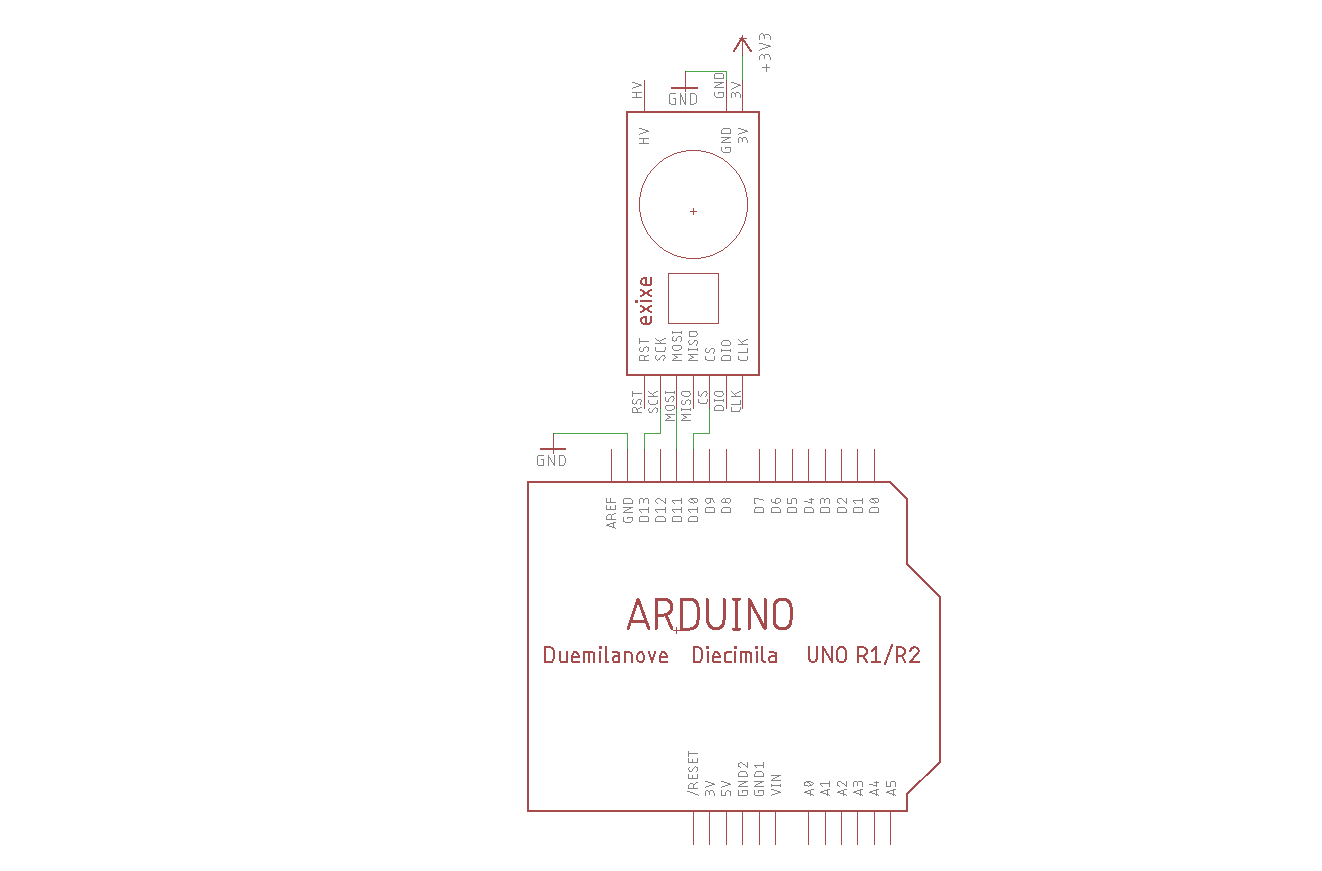 +3V3
HV
GND
GND
3V
HV
GND
3V
exixe
RST
SCK
MOSI
MISO
CS
DIO
CLK
RST
SCK
MOSI
MISO
CS
DIO
CLK
GND
AREF
GND
D13
D12
D11
D10
D9
D8
D7
D6
D5
D4
D3
D2
D1
D0
ARDUINO
Duemilanove Diecimila UNO R1/R2
/RESET
3V
5V
GND2
GND1
VIN
A0
A1
A2
A3
A4
A5